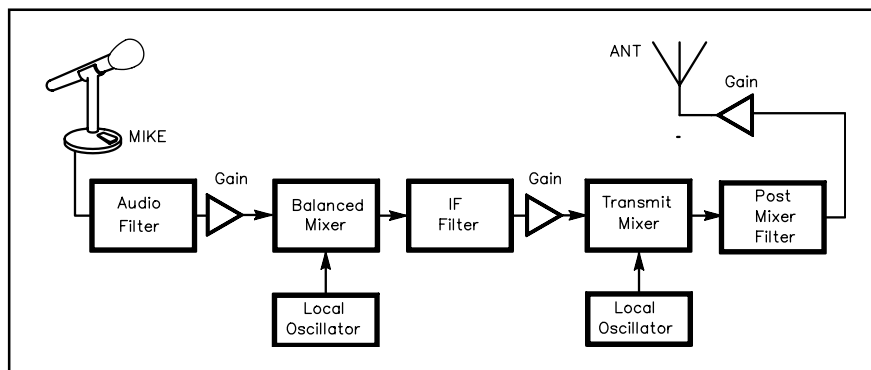 ANT
Gain
MIKE
Gain
Gain
Audio
Filter
Balanced
Mixer
IF
Filter
Transmit
Mixer
Post
Mixer
Filter
Local
Oscillator
Local
Oscillator